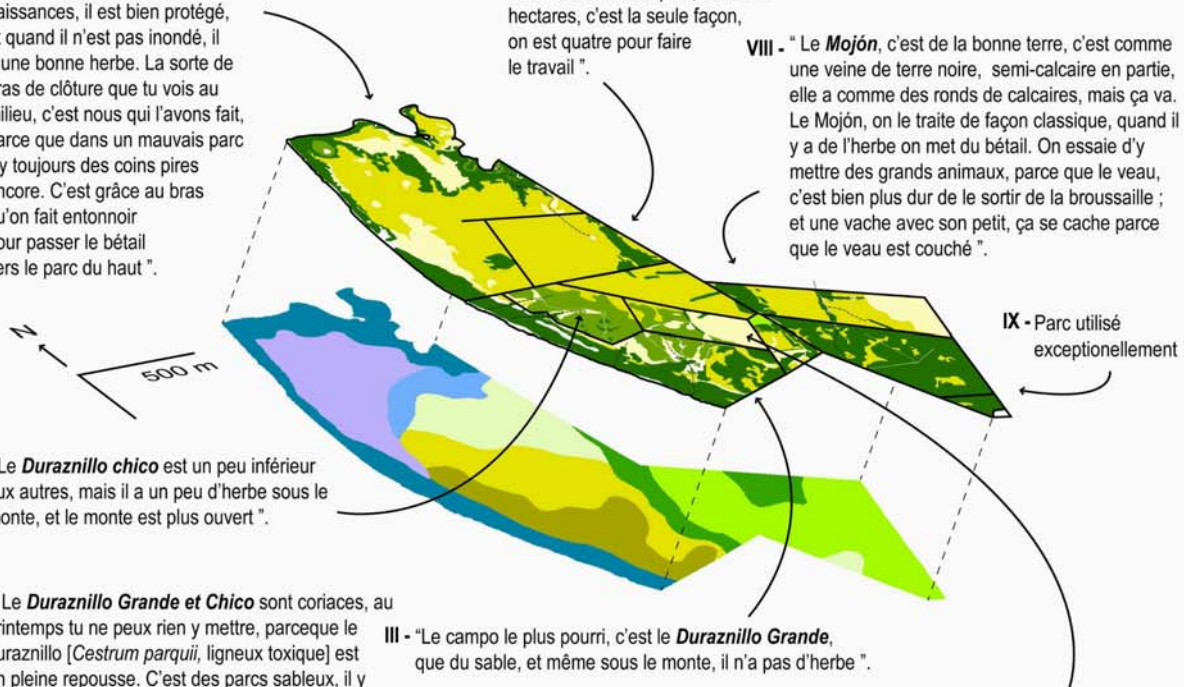 aissances, il est bien protégé,
quand il n'est pas inondé, il
une bonne herbe. La sorte de
ras de clôture que tu vois au
ilieu, c'est nous qui l'avons fait,
arce que dans un mauvais parc
y toujours des coins pires
ncore. C'est grâce au bras
u'on fait entonnoir
our passer le bétail
ers le parc du haut ".
hectares, c'est la seule façon,
on est quatre pour faire
le travail ".
VIII - " Le Mojón, c'est de la bonne terre, c'est comme
une veine de terre noire, semi-calcaire en partie,
elle a comme des ronds de calcaires, mais ça va.
Le Mojón, on le traite de façon classique, quand il
y a de l'herbe on met du bétail. On essaie d'y
mettre des grands animaux, parce que le veau,
c'est bien plus dur de le sortir de la broussaille ;
et une vache avec son petit, ça se cache parce
que le veau est couché ".
IX - Parc utilisé
exceptionellement
N
500 m
Le Duraznillo chico est un peu inférieur
ux autres, mais il a un peu d'herbe sous le
onte, et le monte est plus ouvert ".
Le Duraznillo Grande et Chico sont coriaces, au
rintemps tu ne peux rien y mettre, parceque le
uraznillo [Cestrum parquii, ligneux toxique] est
n pleine repousse. C'est des parcs sableux, il y
III - "Le campo le plus pourri, c'est le Duraznillo Grande,
que du sable, et même sous le monte, il n'a pas d'herbe ".